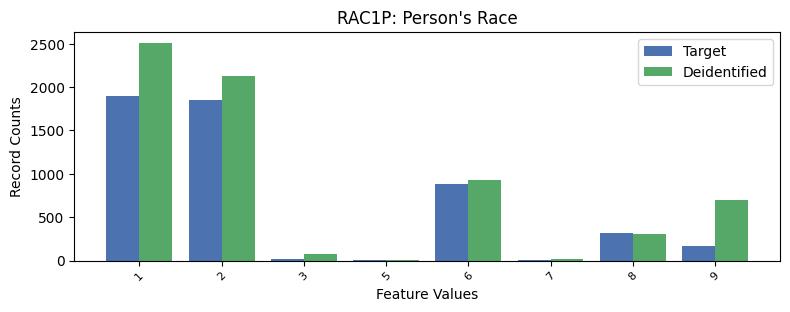 RAC1P: Person's Race
Target
Deidentified
Record Counts
2500
2000
1500
1000
500
0
1 2 3 5 6 7 8 9
Feature Values